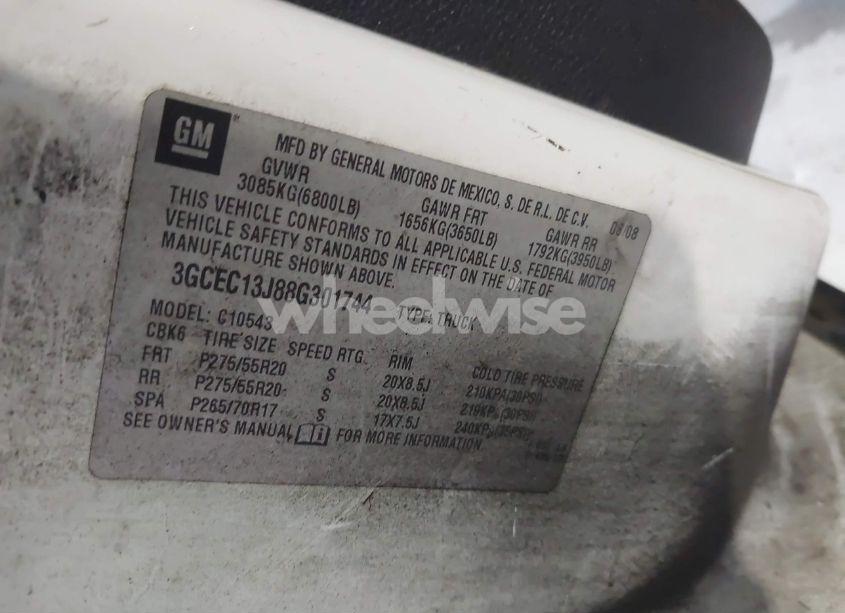 GM
MFD BY GENERAL MOTORS DE MEXICO, S. DE R.L. DE C.V. 08/08
GVWR GAWR FRT GAWR RR
3085KG(6800LB) 1656KG(3650LB) 1792KG(3950LB)
THIS VEHICLE CONFORMS TO ALL APPLICABLE U.S. FEDERAL MOTOR
VEHICLE SAFETY STANDARDS IN EFFECT ON THE DATE OF
MANUFACTURE SHOWN ABOVE.
3GCEC13J88G301744 TYPE: TRUCK
MODEL: C10543
CBK6 TIRE SIZE SPEED RTG. RIM COLD TIRE PRESSURE
FRT P275/55R20 S 20X8.5J 210KPA(30PSI)
RR P275/55R20 S 20X8.5J
SPA P265/70R17 S 17X7.5J 240KPA(35PSI)
SEE OWNER'S MANUAL FOR MORE INFORMATION.
wheelwise